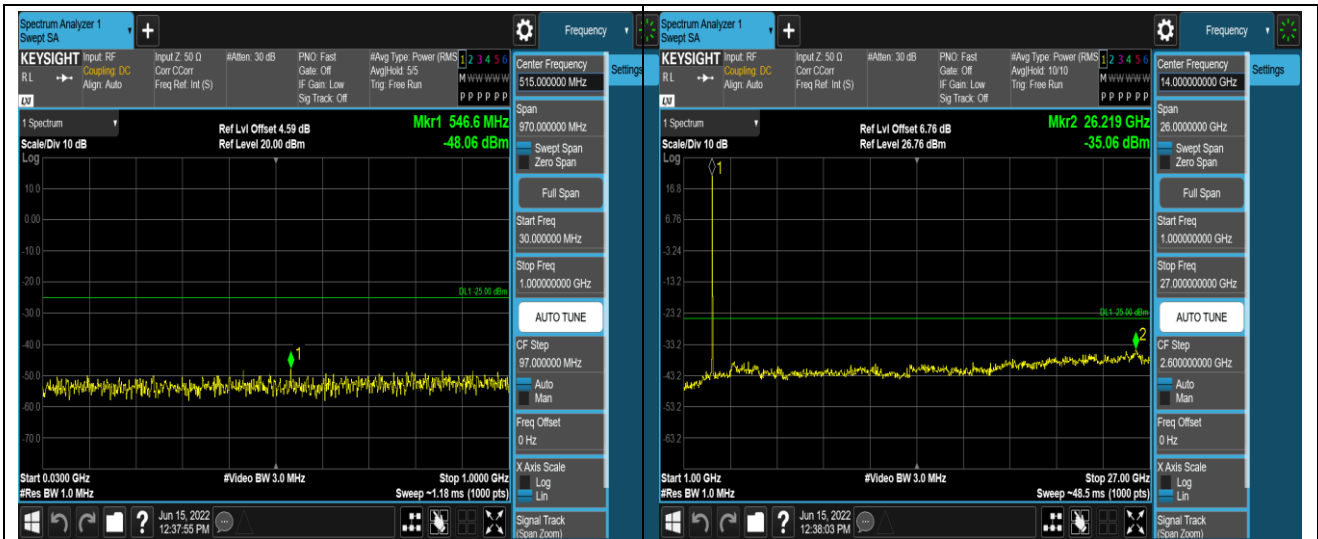 Spectrum Analyzer 1
Swept SA
+
Frequency
KEYSIGHT
RL
LXI
Input: RF
Coupling: DC
Align: Auto
Input Z: 50 Ω
Corr CCorr
Freq Ref: Int (S)
#Atten: 30 dB
PNO: Fast
Gate: Off
IF Gain: Low
Sig Track: Off
#Avg Type: Power (RMS
Avg|Hold: 5/5
Trig: Free Run
1 2 3 4 5 6
M W W W W W
P P P P P P
Center Frequency
515.000000 MHz
Settings
Span
970.000000 MHz
Swept Span
Zero Span
Full Span
Start Freq
30.000000 MHz
Stop Freq
1.000000000 GHz
AUTO TUNE
CF Step
97.000000 MHz
Auto
Man
Freq Offset
0 Hz
X Axis Scale
Log
Lin
Signal Track
(Span Zoom)
1 Spectrum
Scale/Div 10 dB
Log
Ref Lvl Offset 4.59 dB
Ref Level 20.00 dBm
Mkr1 546.6 MHz
-48.06 dBm
10.0
0.00
-10.0
-20.0
DL1 -25.00 dBm
-30.0
-40.0
1
-50.0
-60.0
-70.0
Start 0.0300 GHz
#Res BW 1.0 MHz
#Video BW 3.0 MHz
Stop 1.0000 GHz
Sweep ~1.18 ms (1000 pts)
?
Jun 15, 2022
12:37:55 PM
Spectrum Analyzer 1
Swept SA
+
Frequency
KEYSIGHT
RL
LXI
Input: RF
Coupling: DC
Align: Auto
Input Z: 50 Ω
Corr CCorr
Freq Ref: Int (S)
#Atten: 30 dB
PNO: Fast
Gate: Off
IF Gain: Low
Sig Track: Off
#Avg Type: Power (RMS
Avg|Hold: 10/10
Trig: Free Run
1 2 3 4 5 6
M W W W W W
P P P P P P
Center Frequency
14.000000000 GHz
Settings
Span
26.0000000 GHz
Swept Span
Zero Span
Full Span
Start Freq
1.000000000 GHz
Stop Freq
27.000000000 GHz
AUTO TUNE
CF Step
2.600000000 GHz
Auto
Man
Freq Offset
0 Hz
X Axis Scale
Log
Lin
Signal Track
(Span Zoom)
1 Spectrum
Scale/Div 10 dB
Log
Ref Lvl Offset 6.76 dB
Ref Level 26.76 dBm
Mkr2 26.219 GHz
-35.06 dBm
1
16.8
6.76
-3.24
-13.2
-23.2
DL1 -25.00 dBm
2
-33.2
-43.2
-53.2
-63.2
Start 1.00 GHz
#Res BW 1.0 MHz
#Video BW 3.0 MHz
Stop 27.00 GHz
Sweep ~48.5 ms (1000 pts)
?
Jun 15, 2022
12:38:03 PM